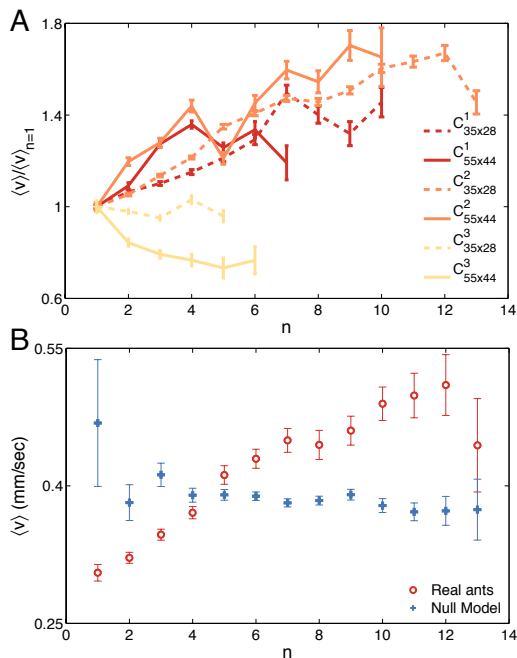 A
1.8
1.4
1
0.6
⟨v⟩/⟨v⟩n=1
C¹35x28
C¹55x44
C²35x28
C²55x44
C³35x28
C³55x44
0 2 4 6 8 10 12 14
n
B
0.55
0.4
0.25
⟨v⟩ (mm/sec)
Real ants
Null Model
0 2 4 6 8 10 12 14
n